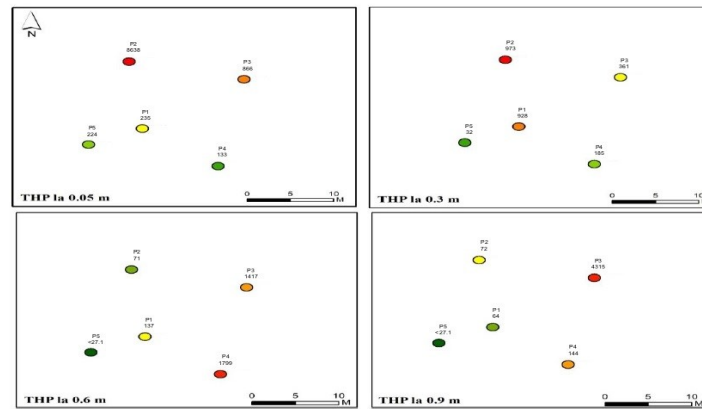 N
P2
8638
P3
866
P1
235
P5
224
P4
133
THP la 0.05 m
0 5 10
M
P2
973
P3
361
P1
928
P5
32
P4
185
THP la 0.3 m
0 5 10
M
P2
71
P3
1417
P1
137
P5
<27.1
P4
1799
THP la 0.6 m
0 5 10
M
P2
72
P3
4315
P1
64
P5
<27.1
P4
144
THP la 0.9 m
0 5 10
M